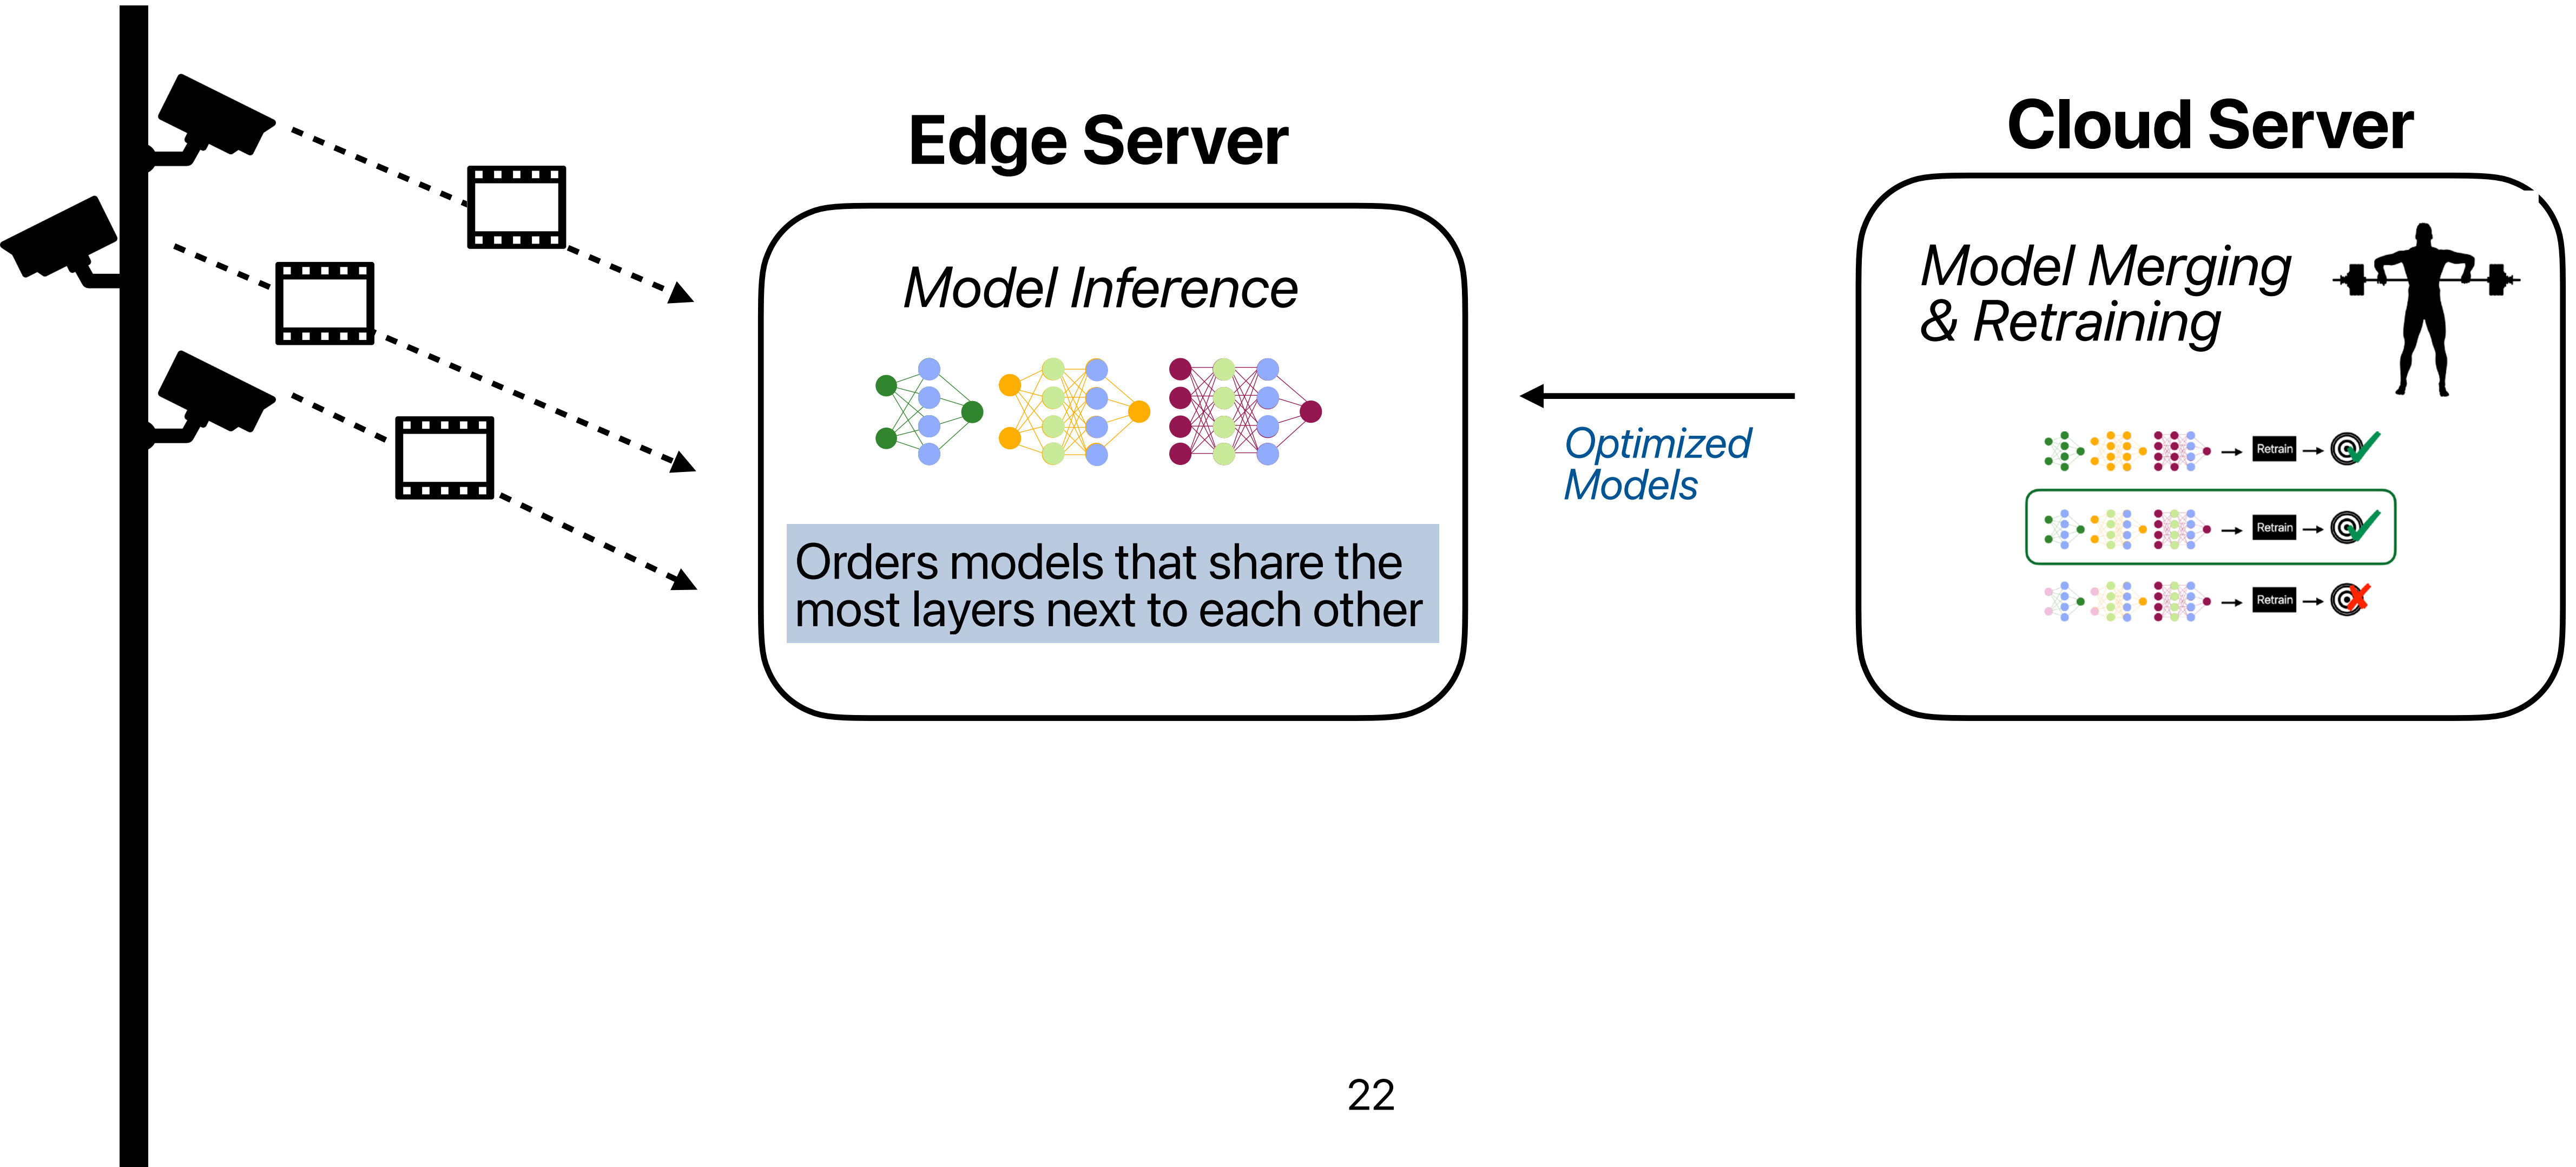 Edge Server
Model Inference
Orders models that share the
most layers next to each other
Optimized
Models
Cloud Server
Model Merging
& Retraining
Retrain
Retrain
Retrain
22